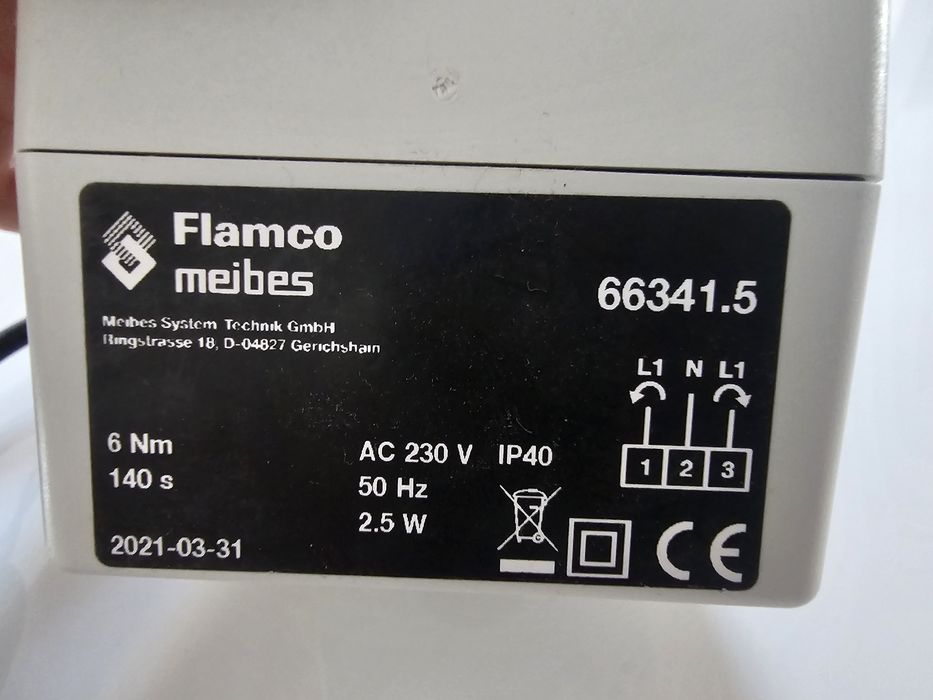 Flamco
meibes
66341.5
Meibes System Technik GmbH
Ringstrasse 18, D-04827 Gerichshain
L1 N L1
1 2 3
6 Nm
140 s
AC 230 V IP40
50 Hz
2.5 W
2021-03-31
CE